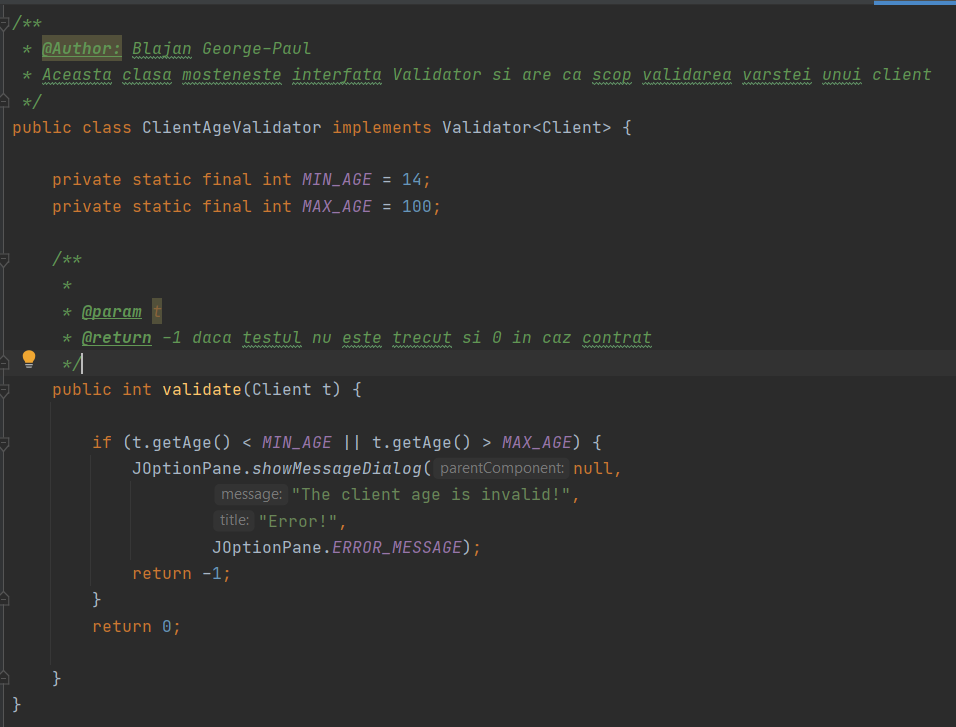 /**
 * @Author: Blajan George-Paul
 * Aceasta clasa mosteneste interfata Validator si are ca scop validarea varstei unui client
 */
public class ClientAgeValidator implements Validator<Client> {
    private static final int MIN_AGE = 14;
    private static final int MAX_AGE = 100;
    /**
     *
     * @param t
     * @return -1 daca testul nu este trecut si 0 in caz contrat
     */
    public int validate(Client t) {
        if (t.getAge() < MIN_AGE || t.getAge() > MAX_AGE) {
            JOptionPane.showMessageDialog( parentComponent: null,
                    message: "The client age is invalid!",
                    title: "Error!",
                    JOptionPane.ERROR_MESSAGE);
            return -1;
        }
        return 0;
    }
}